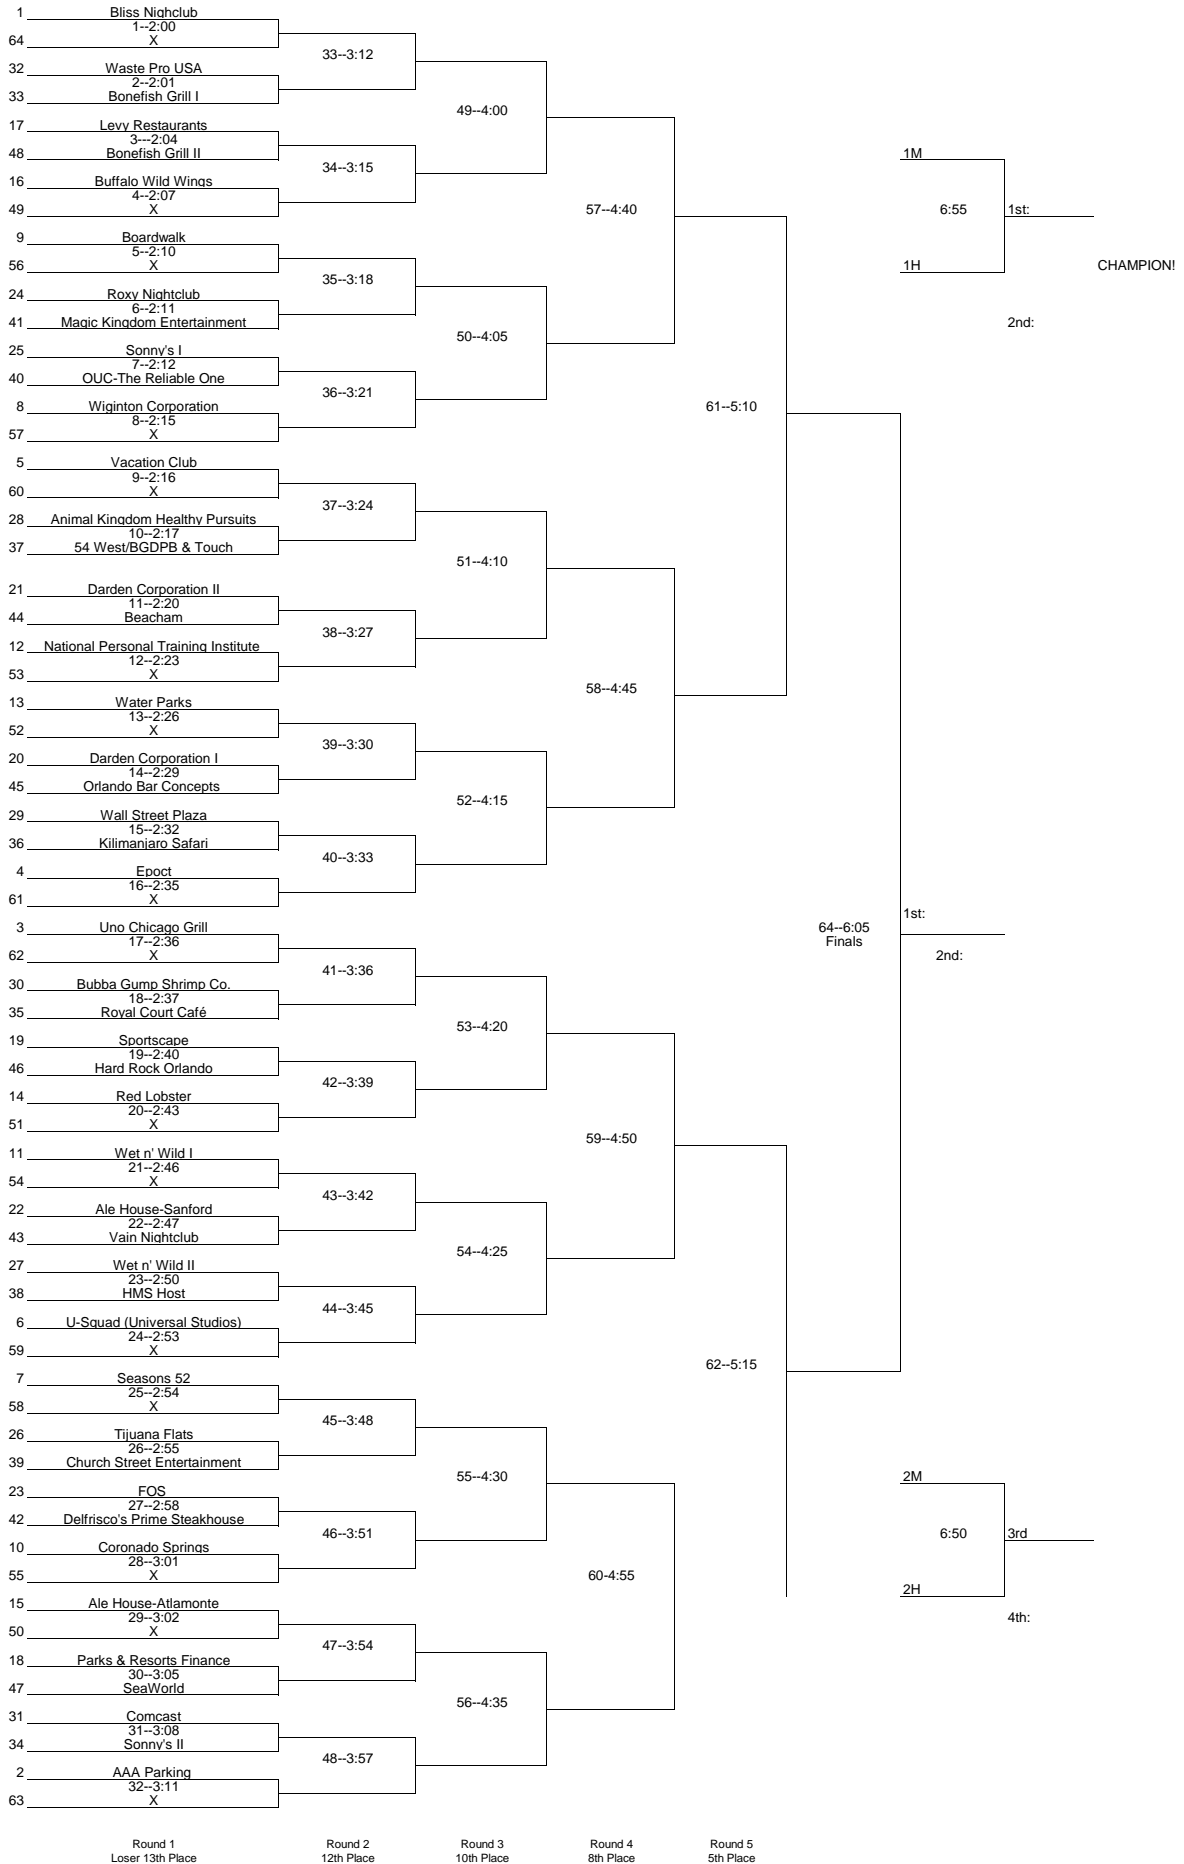 1 Bliss Nighclub
1--2:00
64 X
33--3:12
32 Waste Pro USA
2--2:01
33 Bonefish Grill I
49--4:00
17 Levy Restaurants
3---2:04
48 Bonefish Grill II
34--3:15
16 Buffalo Wild Wings
4--2:07
49 X
57--4:40
9 Boardwalk
5--2:10
56 X
35--3:18
24 Roxy Nightclub
6--2:11
41 Magic Kingdom Entertainment
50--4:05
25 Sonny's I
7--2:12
40 OUC-The Reliable One
36--3:21
8 Wiginton Corporation
8--2:15
57 X
61--5:10
5 Vacation Club
9--2:16
60 X
37--3:24
28 Animal Kingdom Healthy Pursuits
10--2:17
37 54 West/BGDPB & Touch
51--4:10
21 Darden Corporation II
11--2:20
44 Beacham
38--3:27
12 National Personal Training Institute
12--2:23
53 X
58--4:45
13 Water Parks
13--2:26
52 X
39--3:30
20 Darden Corporation I
14--2:29
45 Orlando Bar Concepts
52--4:15
29 Wall Street Plaza
15--2:32
36 Kilimanjaro Safari
40--3:33
4 Epoct
16--2:35
61 X
3 Uno Chicago Grill
17--2:36
62 X
41--3:36
30 Bubba Gump Shrimp Co.
18--2:37
35 Royal Court Café
53--4:20
19 Sportscape
19--2:40
46 Hard Rock Orlando
42--3:39
14 Red Lobster
20--2:43
51 X
59--4:50
11 Wet n' Wild I
21--2:46
54 X
43--3:42
22 Ale House-Sanford
22--2:47
43 Vain Nightclub
54--4:25
27 Wet n' Wild II
23--2:50
38 HMS Host
44--3:45
6 U-Squad (Universal Studios)
24--2:53
59 X
62--5:15
7 Seasons 52
25--2:54
58 X
45--3:48
26 Tijuana Flats
26--2:55
39 Church Street Entertainment
55--4:30
23 FOS
27--2:58
42 Delfrisco's Prime Steakhouse
46--3:51
10 Coronado Springs
28--3:01
55 X
60-4:55
15 Ale House-Atlamonte
29--3:02
50 X
47--3:54
18 Parks & Resorts Finance
30--3:05
47 SeaWorld
56--4:35
31 Comcast
31--3:08
34 Sonny's II
48--3:57
2 AAA Parking
32--3:11
63 X
1M
6:55
1st:
1H
CHAMPION!
2nd:
1st:
64--6:05
Finals
2nd:
2M
6:50
3rd
2H
4th:
Round 1
Loser 13th Place
Round 2
12th Place
Round 3
10th Place
Round 4
8th Place
Round 5
5th Place